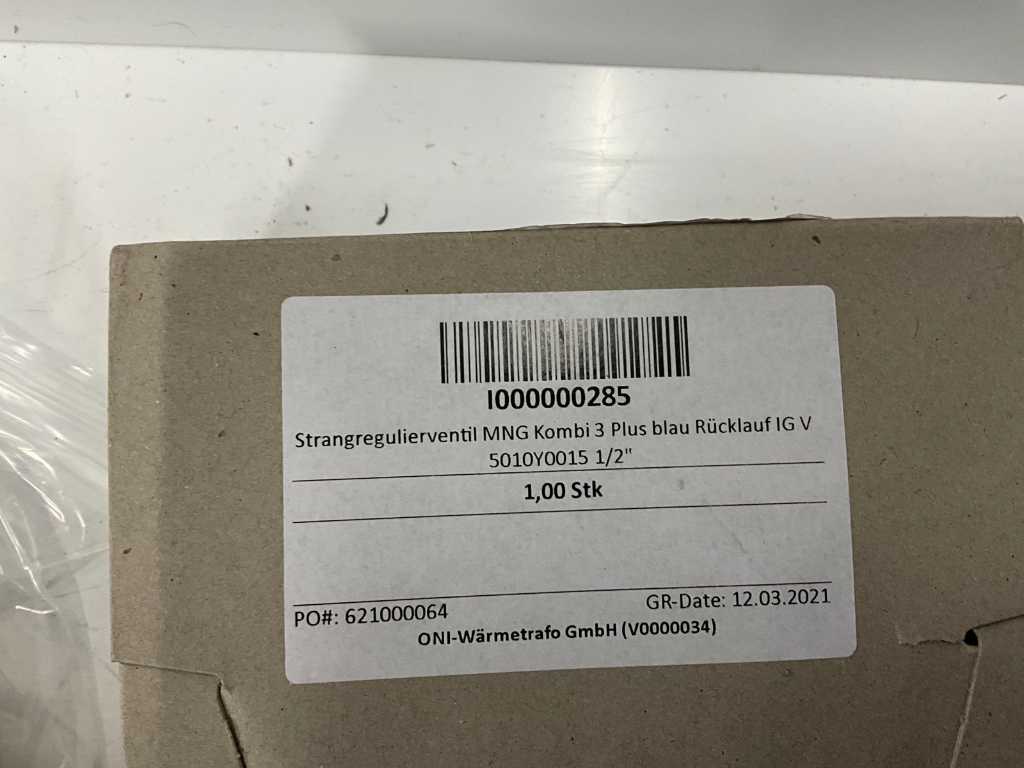 I000000285
Strangregulierventil MNG Kombi 3 Plus blau Rücklauf IG V
5010Y0015 1/2"
1,00 Stk
PO#: 621000064
GR-Date: 12.03.2021
ONI-Wärmetrafo GmbH (V0000034)